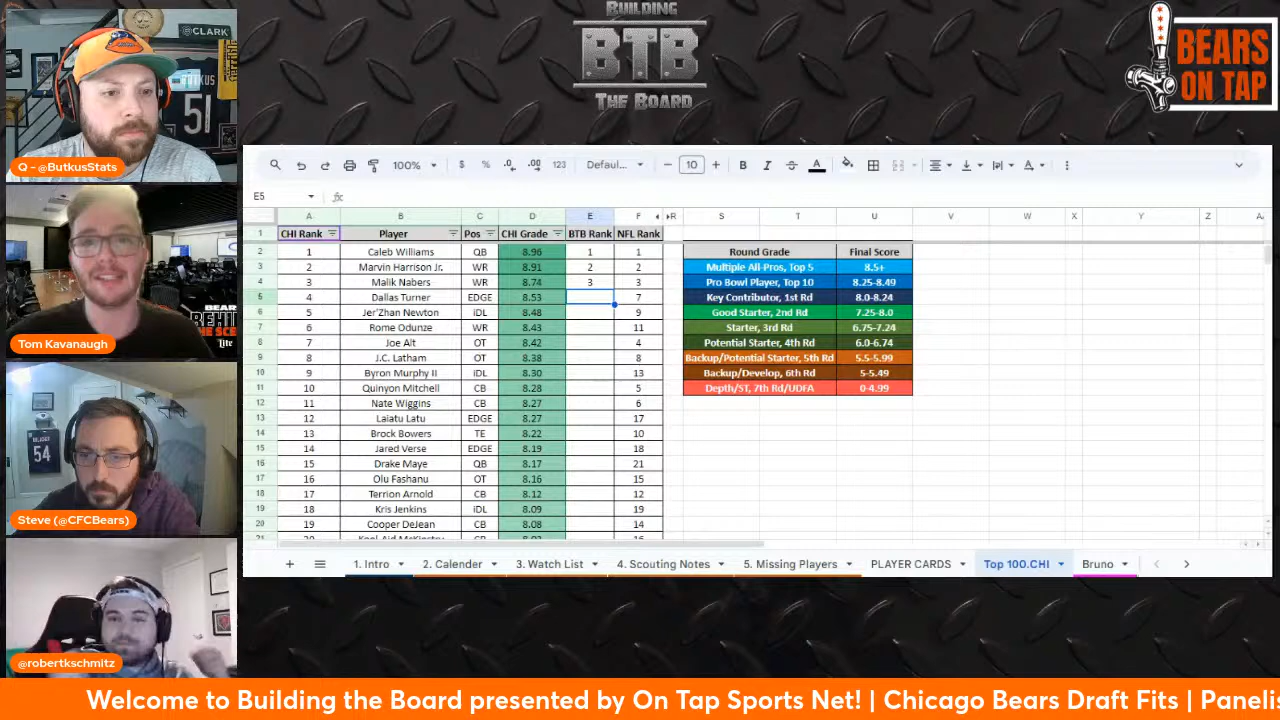 CLARK
BUTKUS
51
Q - @ButkusStats
BEARS
BEHIND
THE SCENES
Tom Kavanaugh
54
Steve (@CFCBears)
@robertkschmitz
BUILDING
BTB
THE BOARD
BEARS
ON TAP
100% $ % .0 .00 123 Defaul... − 10 + B I S A
E5 fx
A B C D E F R S T U V W X Y Z
1 CHI Rank Player Pos CHI Grade BTB Rank NFL Rank
2 1 Caleb Williams QB 8.96 1 1
3 2 Marvin Harrison Jr. WR 8.91 2 2
4 3 Malik Nabers WR 8.74 3 3
5 4 Dallas Turner EDGE 8.53 7
6 5 Jer'Zhan Newton iDL 8.48 9
7 6 Rome Odunze WR 8.43 11
8 7 Joe Alt OT 8.42 4
9 8 J.C. Latham OT 8.38 8
10 9 Byron Murphy II iDL 8.30 13
11 10 Quinyon Mitchell CB 8.28 5
12 11 Nate Wiggins CB 8.27 6
13 12 Laiatu Latu EDGE 8.27 17
14 13 Brock Bowers TE 8.22 10
15 14 Jared Verse EDGE 8.19 18
16 15 Drake Maye QB 8.17 21
17 16 Olu Fashanu OT 8.16 15
18 17 Terrion Arnold CB 8.12 12
19 18 Kris Jenkins iDL 8.09 19
20 19 Cooper DeJean CB 8.08 14
Round Grade Final Score
Multiple All-Pros, Top 5 8.5+
Pro Bowl Player, Top 10 8.25-8.49
Key Contributor, 1st Rd 8.0-8.24
Good Starter, 2nd Rd 7.25-8.0
Starter, 3rd Rd 6.75-7.24
Potential Starter, 4th Rd 6.0-6.74
Backup/Potential Starter, 5th Rd 5.5-5.99
Backup/Develop, 6th Rd 5-5.49
Depth/ST, 7th Rd/UDFA 0-4.99
+ 1. Intro 2. Calender 3. Watch List 4. Scouting Notes 5. Missing Players PLAYER CARDS Top 100.CHI Bruno
Welcome to Building the Board presented by On Tap Sports Net! | Chicago Bears Draft Fits | Panelis